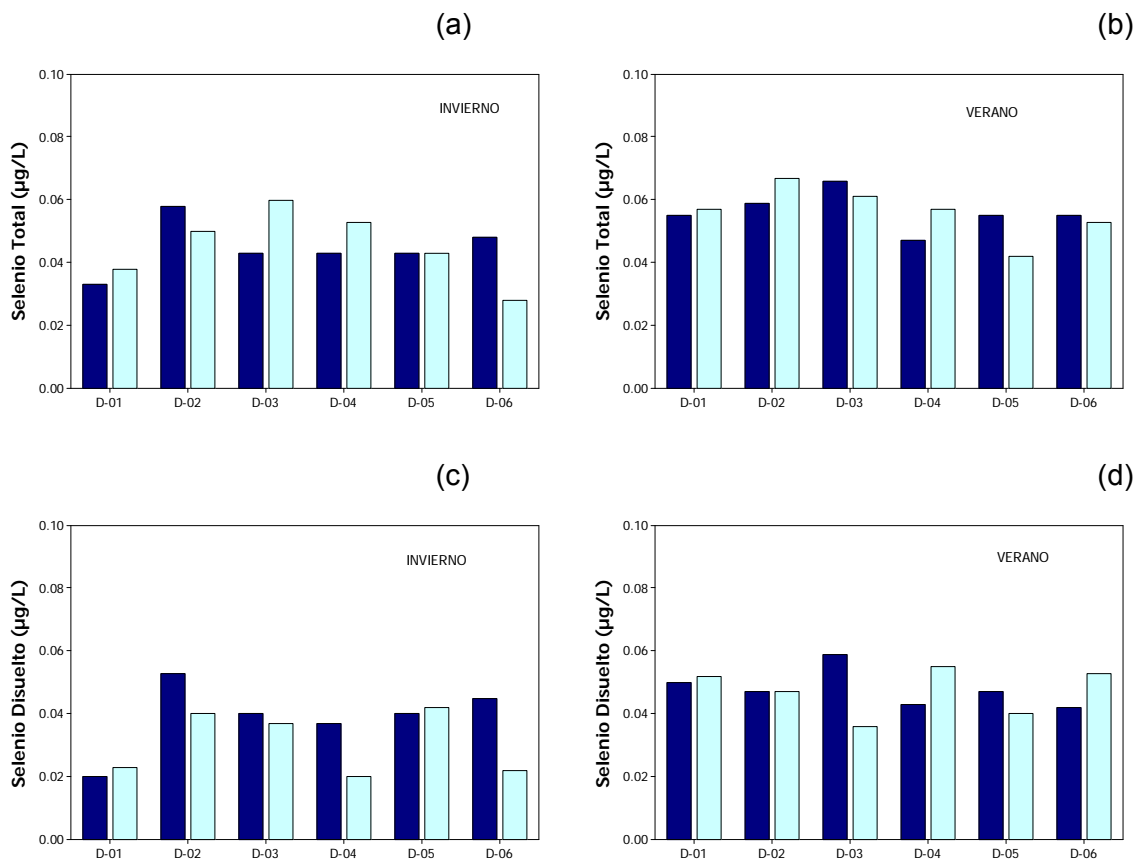 (a)
0.10
0.08
0.06
0.04
0.02
0.00
Selenio Total (µg/L)
INVIERNO
D-01 D-02 D-03 D-04 D-05 D-06
(b)
0.10
0.08
0.06
0.04
0.02
0.00
Selenio Total (µg/L)
VERANO
D-01 D-02 D-03 D-04 D-05 D-06
(c)
0.10
0.08
0.06
0.04
0.02
0.00
Selenio Disuelto (µg/L)
INVIERNO
D-01 D-02 D-03 D-04 D-05 D-06
(d)
0.10
0.08
0.06
0.04
0.02
0.00
Selenio Disuelto (µg/L)
VERANO
D-01 D-02 D-03 D-04 D-05 D-06